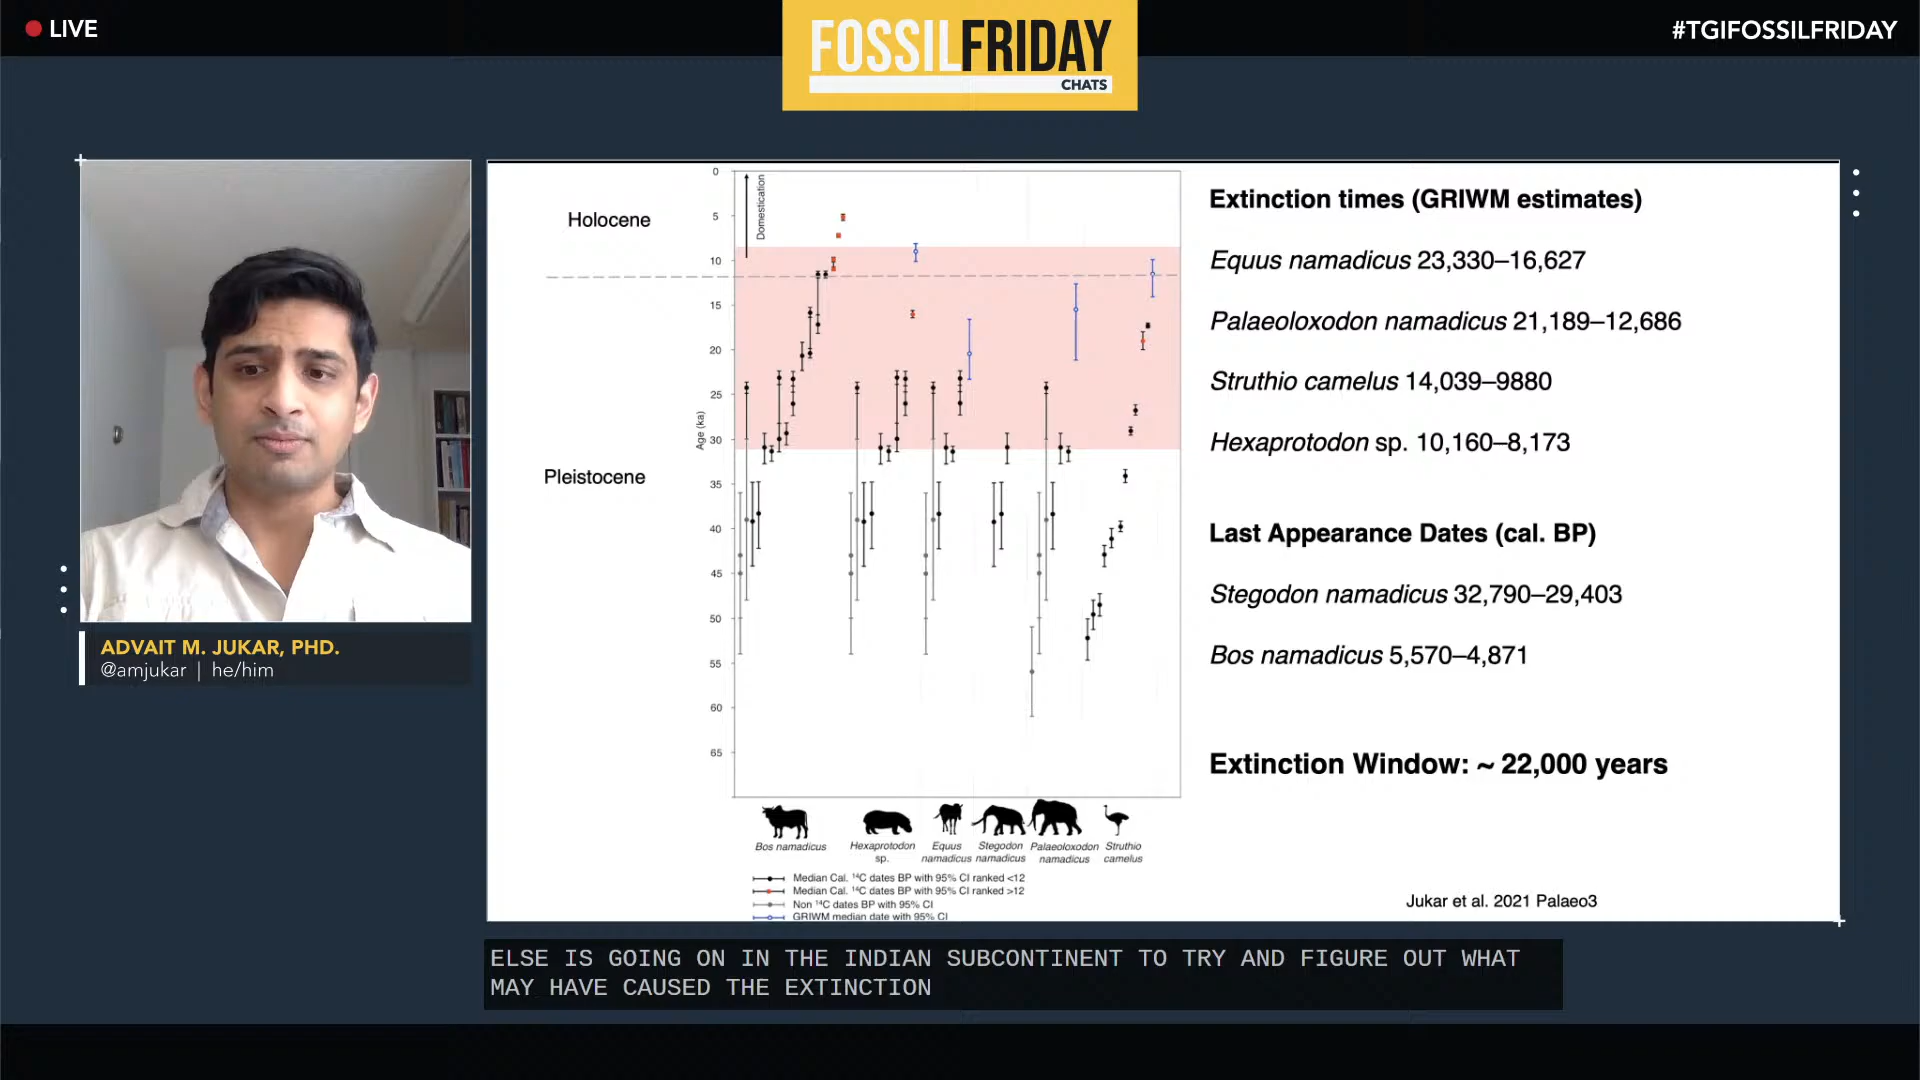 LIVE
FOSSILFRIDAY
CHATS
#TGIFOSSILFRIDAY
ADVAIT M. JUKAR, PHD.
@amjukar | he/him
Holocene
Pleistocene
Age (ka)
0
5
10
15
20
25
30
35
40
45
50
55
60
65
Domestication
Bos namadicus
Hexaprotodon
sp.
Equus
namadicus
Stegodon
namadicus
Palaeoloxodon
namadicus
Struthio
camelus
Median Cal. ¹⁴C dates BP with 95% CI ranked <12
Median Cal. ¹⁴C dates BP with 95% CI ranked >12
Non ¹⁴C dates BP with 95% CI
GRIWM median date with 95% CI
Extinction times (GRIWM estimates)
Equus namadicus 23,330–16,627
Palaeoloxodon namadicus 21,189–12,686
Struthio camelus 14,039–9880
Hexaprotodon sp. 10,160–8,173
Last Appearance Dates (cal. BP)
Stegodon namadicus 32,790–29,403
Bos namadicus 5,570–4,871
Extinction Window: ~ 22,000 years
Jukar et al. 2021 Palaeo3
ELSE IS GOING ON IN THE INDIAN SUBCONTINENT TO TRY AND FIGURE OUT WHAT
MAY HAVE CAUSED THE EXTINCTION